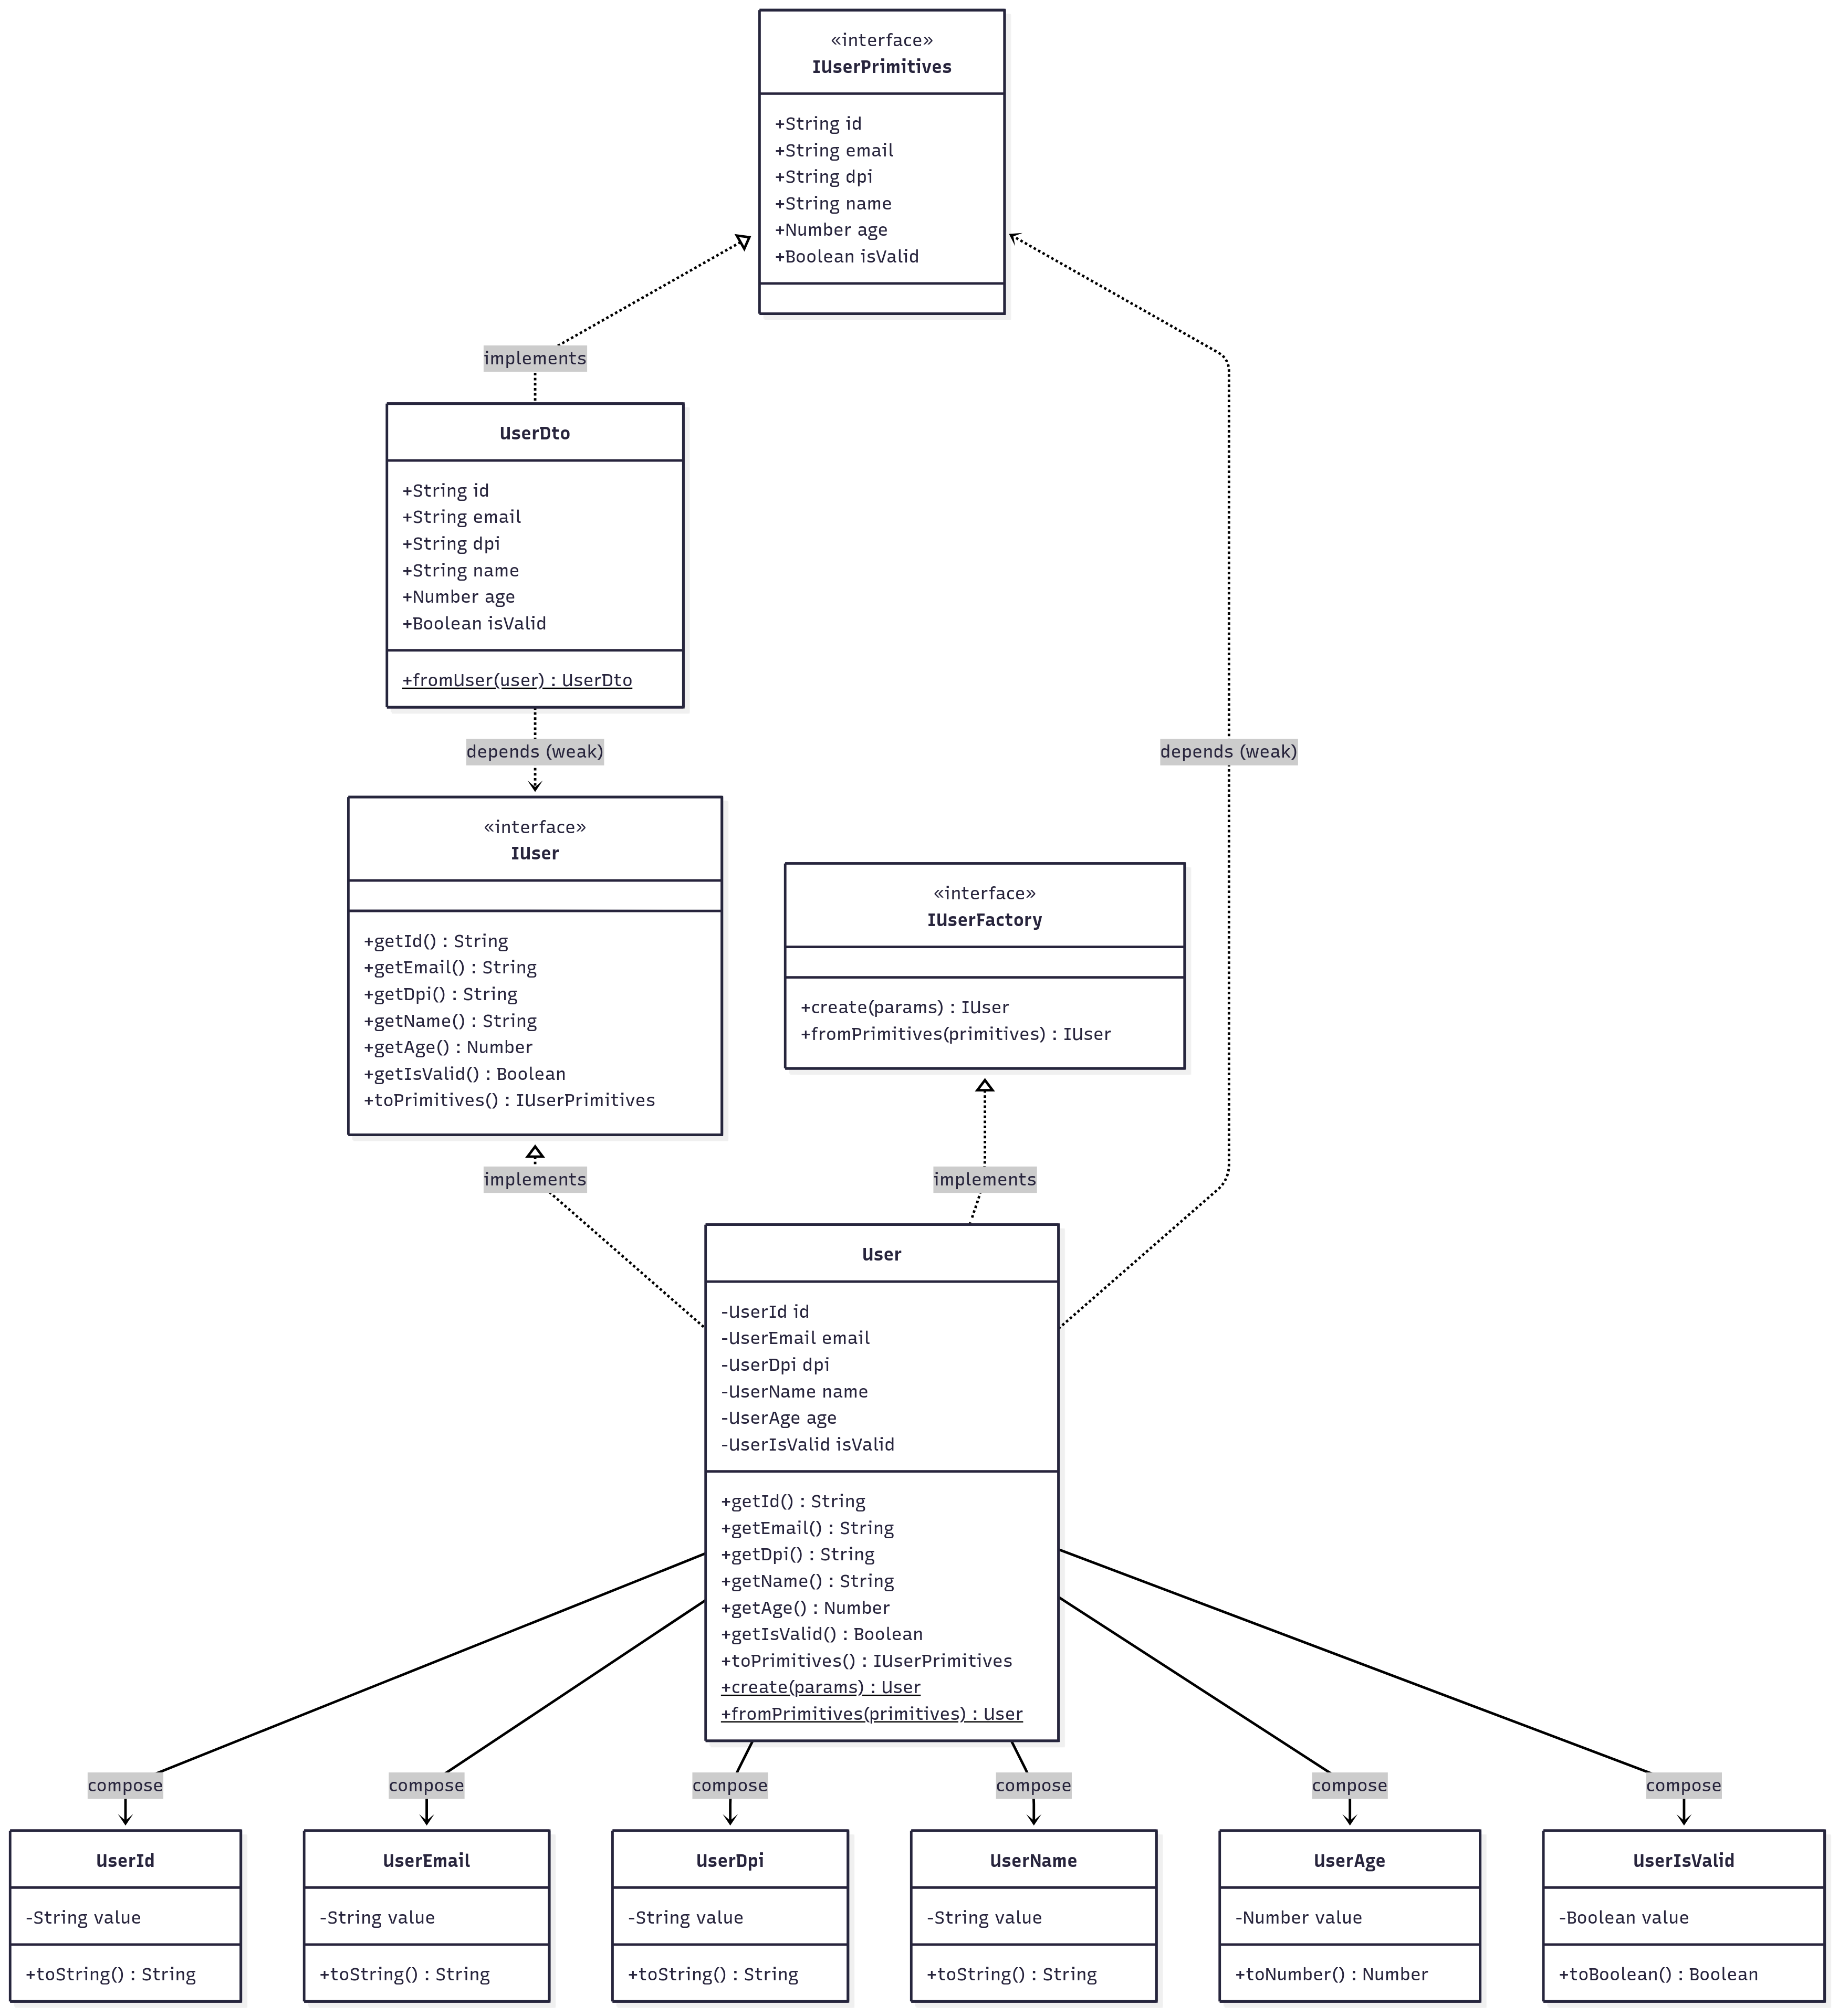 «interface»
IUserPrimitives
+String id
+String email
+String dpi
+String name
+Number age
+Boolean isValid
implements
UserDto
+String id
+String email
+String dpi
+String name
+Number age
+Boolean isValid
+fromUser(user) : UserDto
depends (weak)
depends (weak)
«interface»
IUser
+getId() : String
+getEmail() : String
+getDpi() : String
+getName() : String
+getAge() : Number
+getIsValid() : Boolean
+toPrimitives() : IUserPrimitives
«interface»
IUserFactory
+create(params) : IUser
+fromPrimitives(primitives) : IUser
implements
implements
User
-UserId id
-UserEmail email
-UserDpi dpi
-UserName name
-UserAge age
-UserIsValid isValid
+getId() : String
+getEmail() : String
+getDpi() : String
+getName() : String
+getAge() : Number
+getIsValid() : Boolean
+toPrimitives() : IUserPrimitives
+create(params) : User
+fromPrimitives(primitives) : User
compose
compose
compose
compose
compose
compose
UserId
-String value
+toString() : String
UserEmail
-String value
+toString() : String
UserDpi
-String value
+toString() : String
UserName
-String value
+toString() : String
UserAge
-Number value
+toNumber() : Number
UserIsValid
-Boolean value
+toBoolean() : Boolean